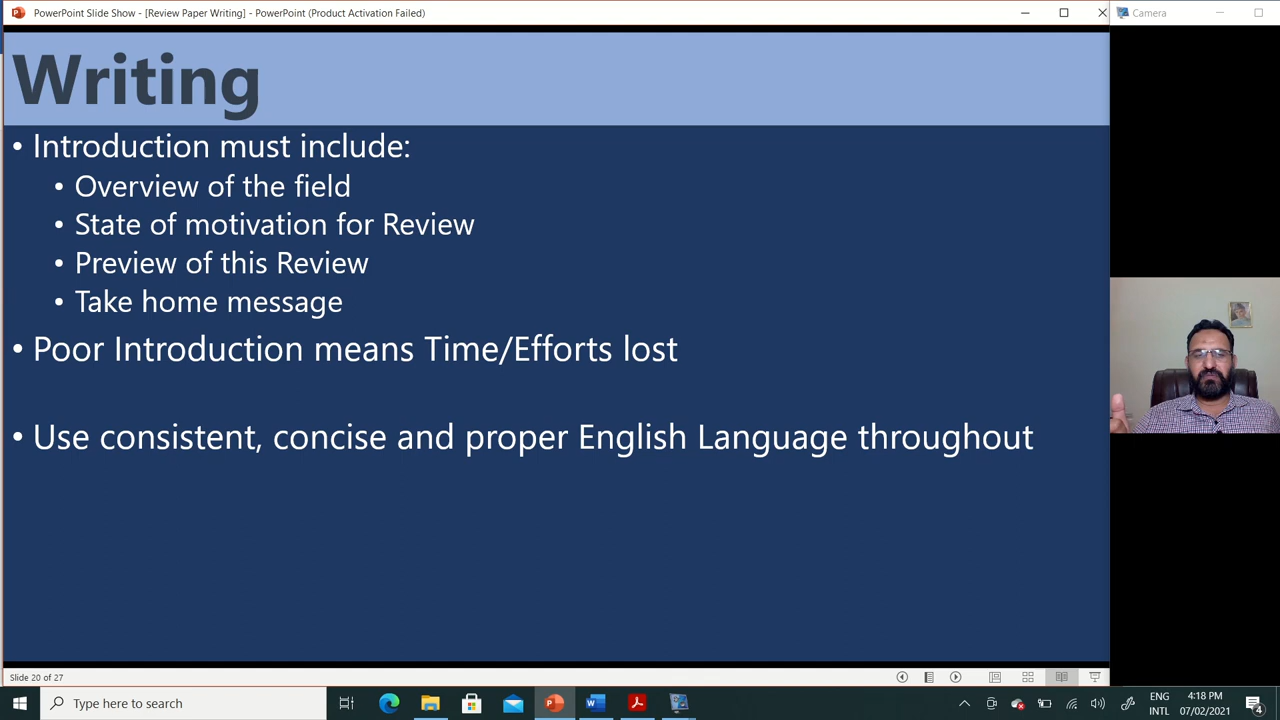 PowerPoint Slide Show - [Review Paper Writing] - PowerPoint (Product Activation Failed)
Camera
Writing
• Introduction must include:
• Overview of the field
• State of motivation for Review
• Preview of this Review
• Take home message
• Poor Introduction means Time/Efforts lost
• Use consistent, concise and proper English Language throughout
Slide 20 of 27
Type here to search
ENG
INTL
4:18 PM
07/02/2021
4